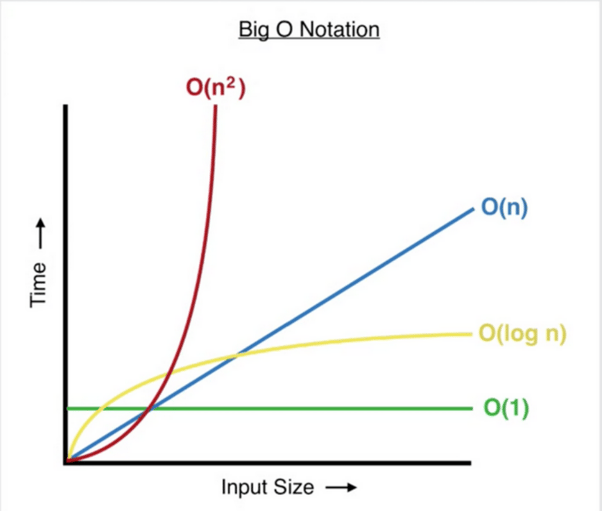 Big O Notation
O(n²)
O(n)
Time →
O(log n)
O(1)
Input Size →